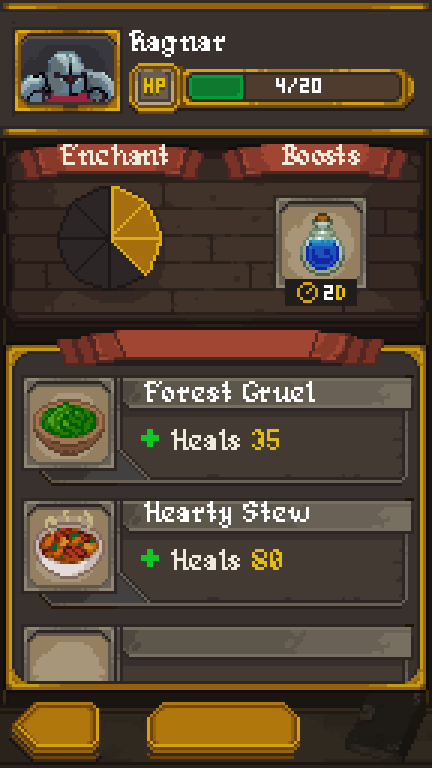 Ragnar
HP
4/20
Enchant
Boosts
2D
Forest Gruel
+ Heals 35
Hearty Stew
+ Heals 80